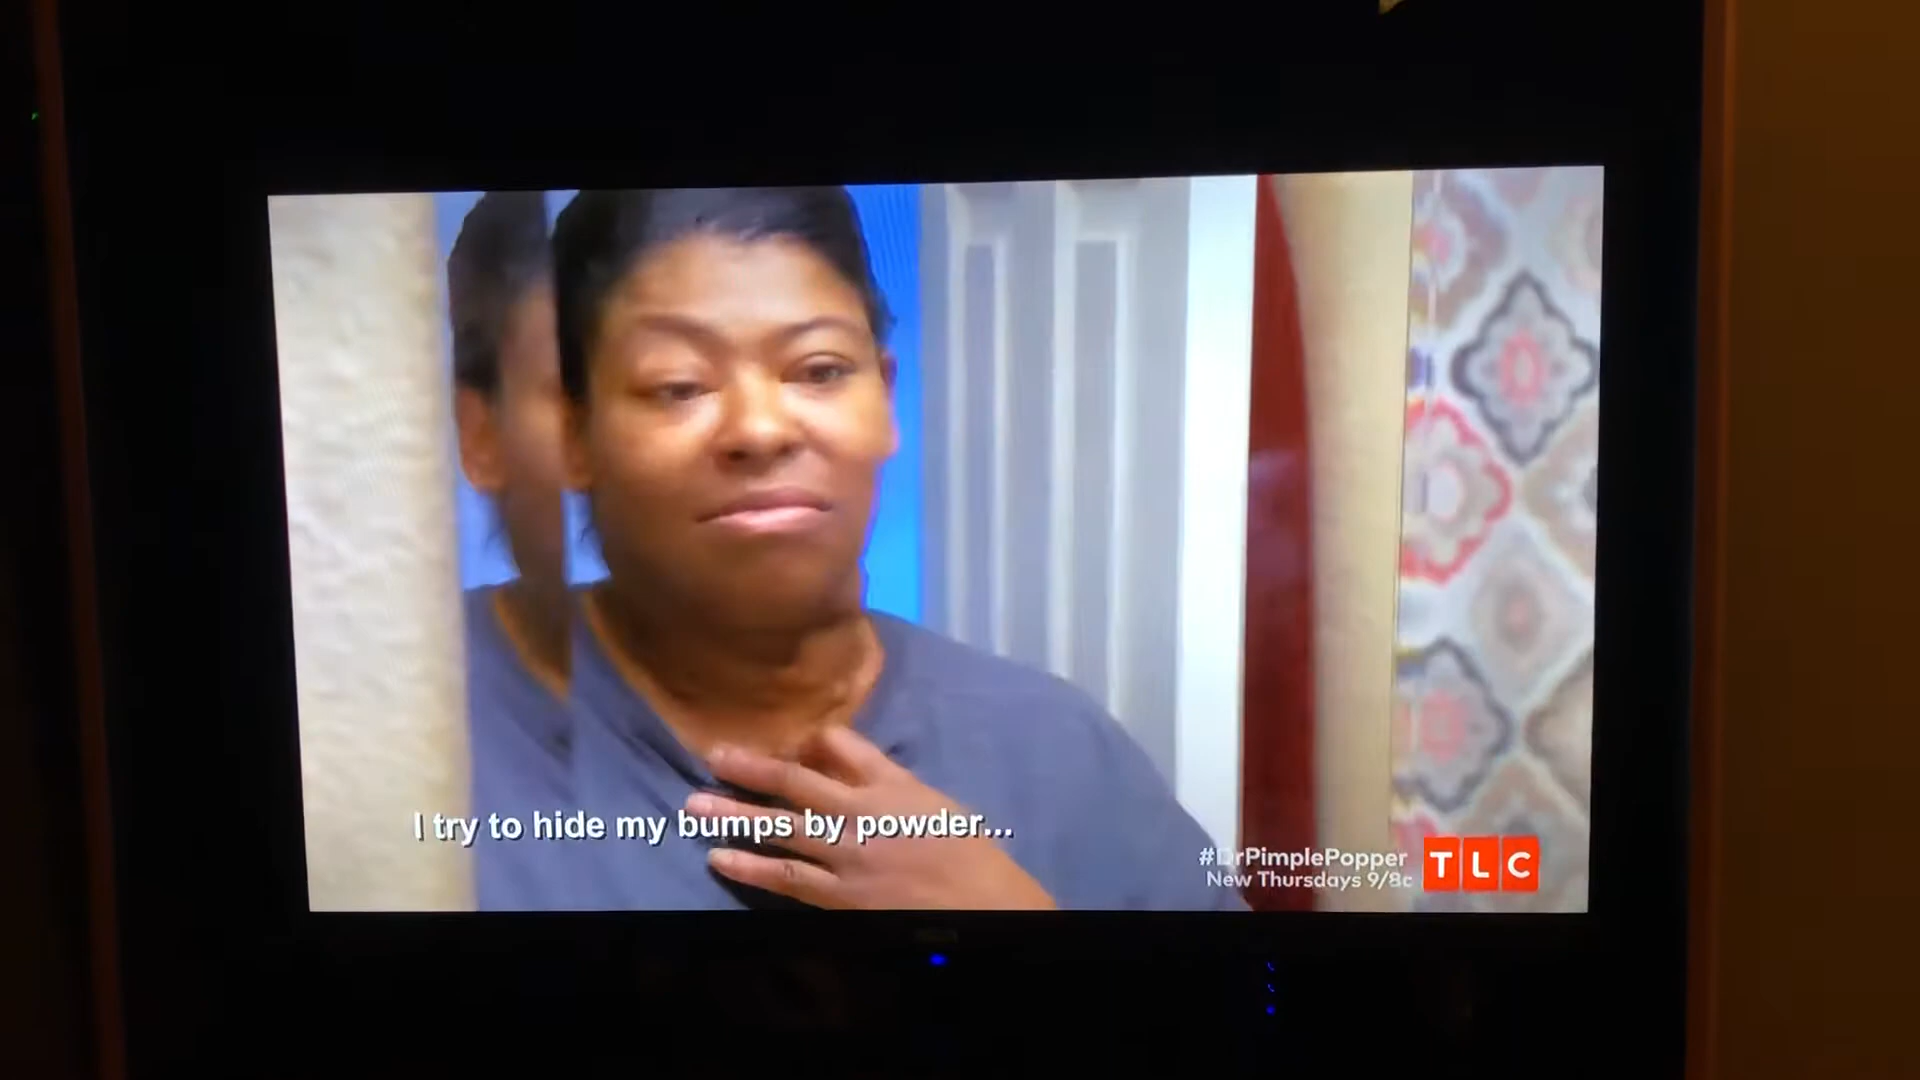 I try to hide my bumps by powder...
#DrPimplePopper
New Thursdays 9/8c
TLC